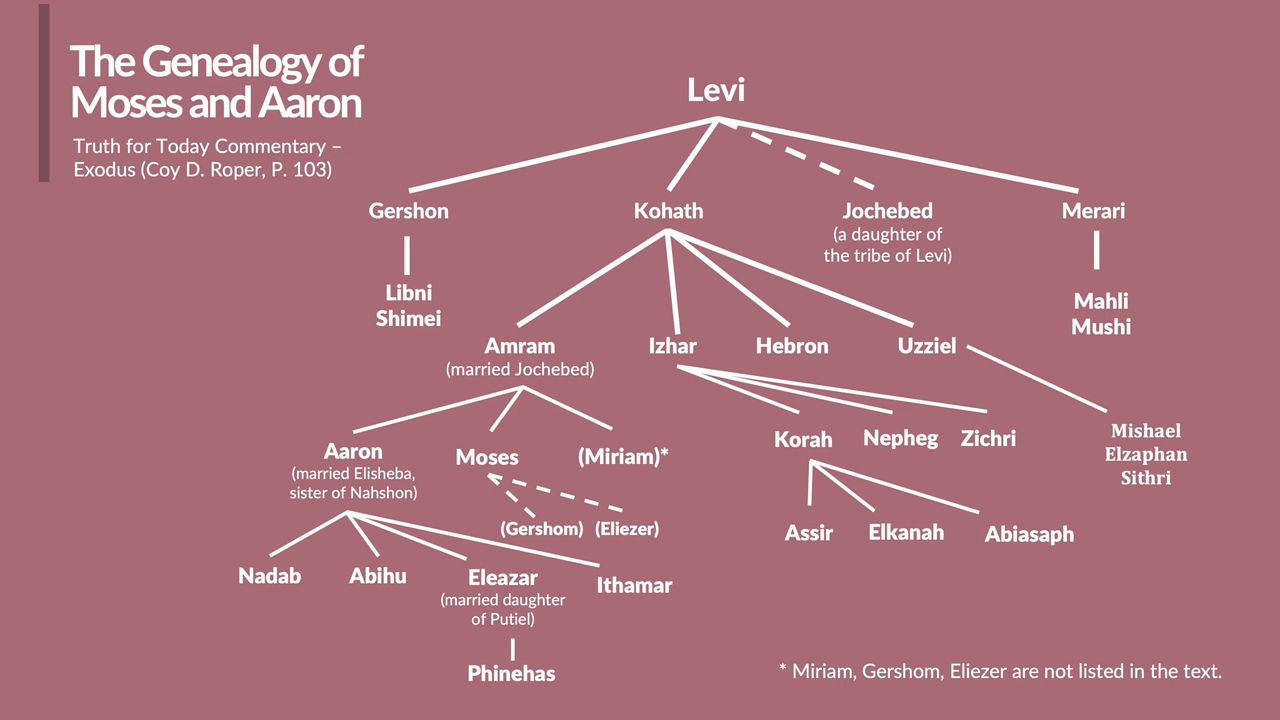 The Genealogy of
Moses and Aaron
Truth for Today Commentary –
Exodus (Coy D. Roper, P. 103)
Levi
Gershon
Kohath
Jochebed
(a daughter of
the tribe of Levi)
Merari
Libni
Shimei
Mahli
Mushi
Amram
(married Jochebed)
Izhar
Hebron
Uzziel
Aaron
(married Elisheba,
sister of Nahshon)
Moses
(Miriam)*
Korah
Nepheg
Zichri
Mishael
Elzaphan
Sithri
(Gershom)
(Eliezer)
Assir
Elkanah
Abiasaph
Nadab
Abihu
Eleazar
(married daughter
of Putiel)
Ithamar
Phinehas
* Miriam, Gershom, Eliezer are not listed in the text.